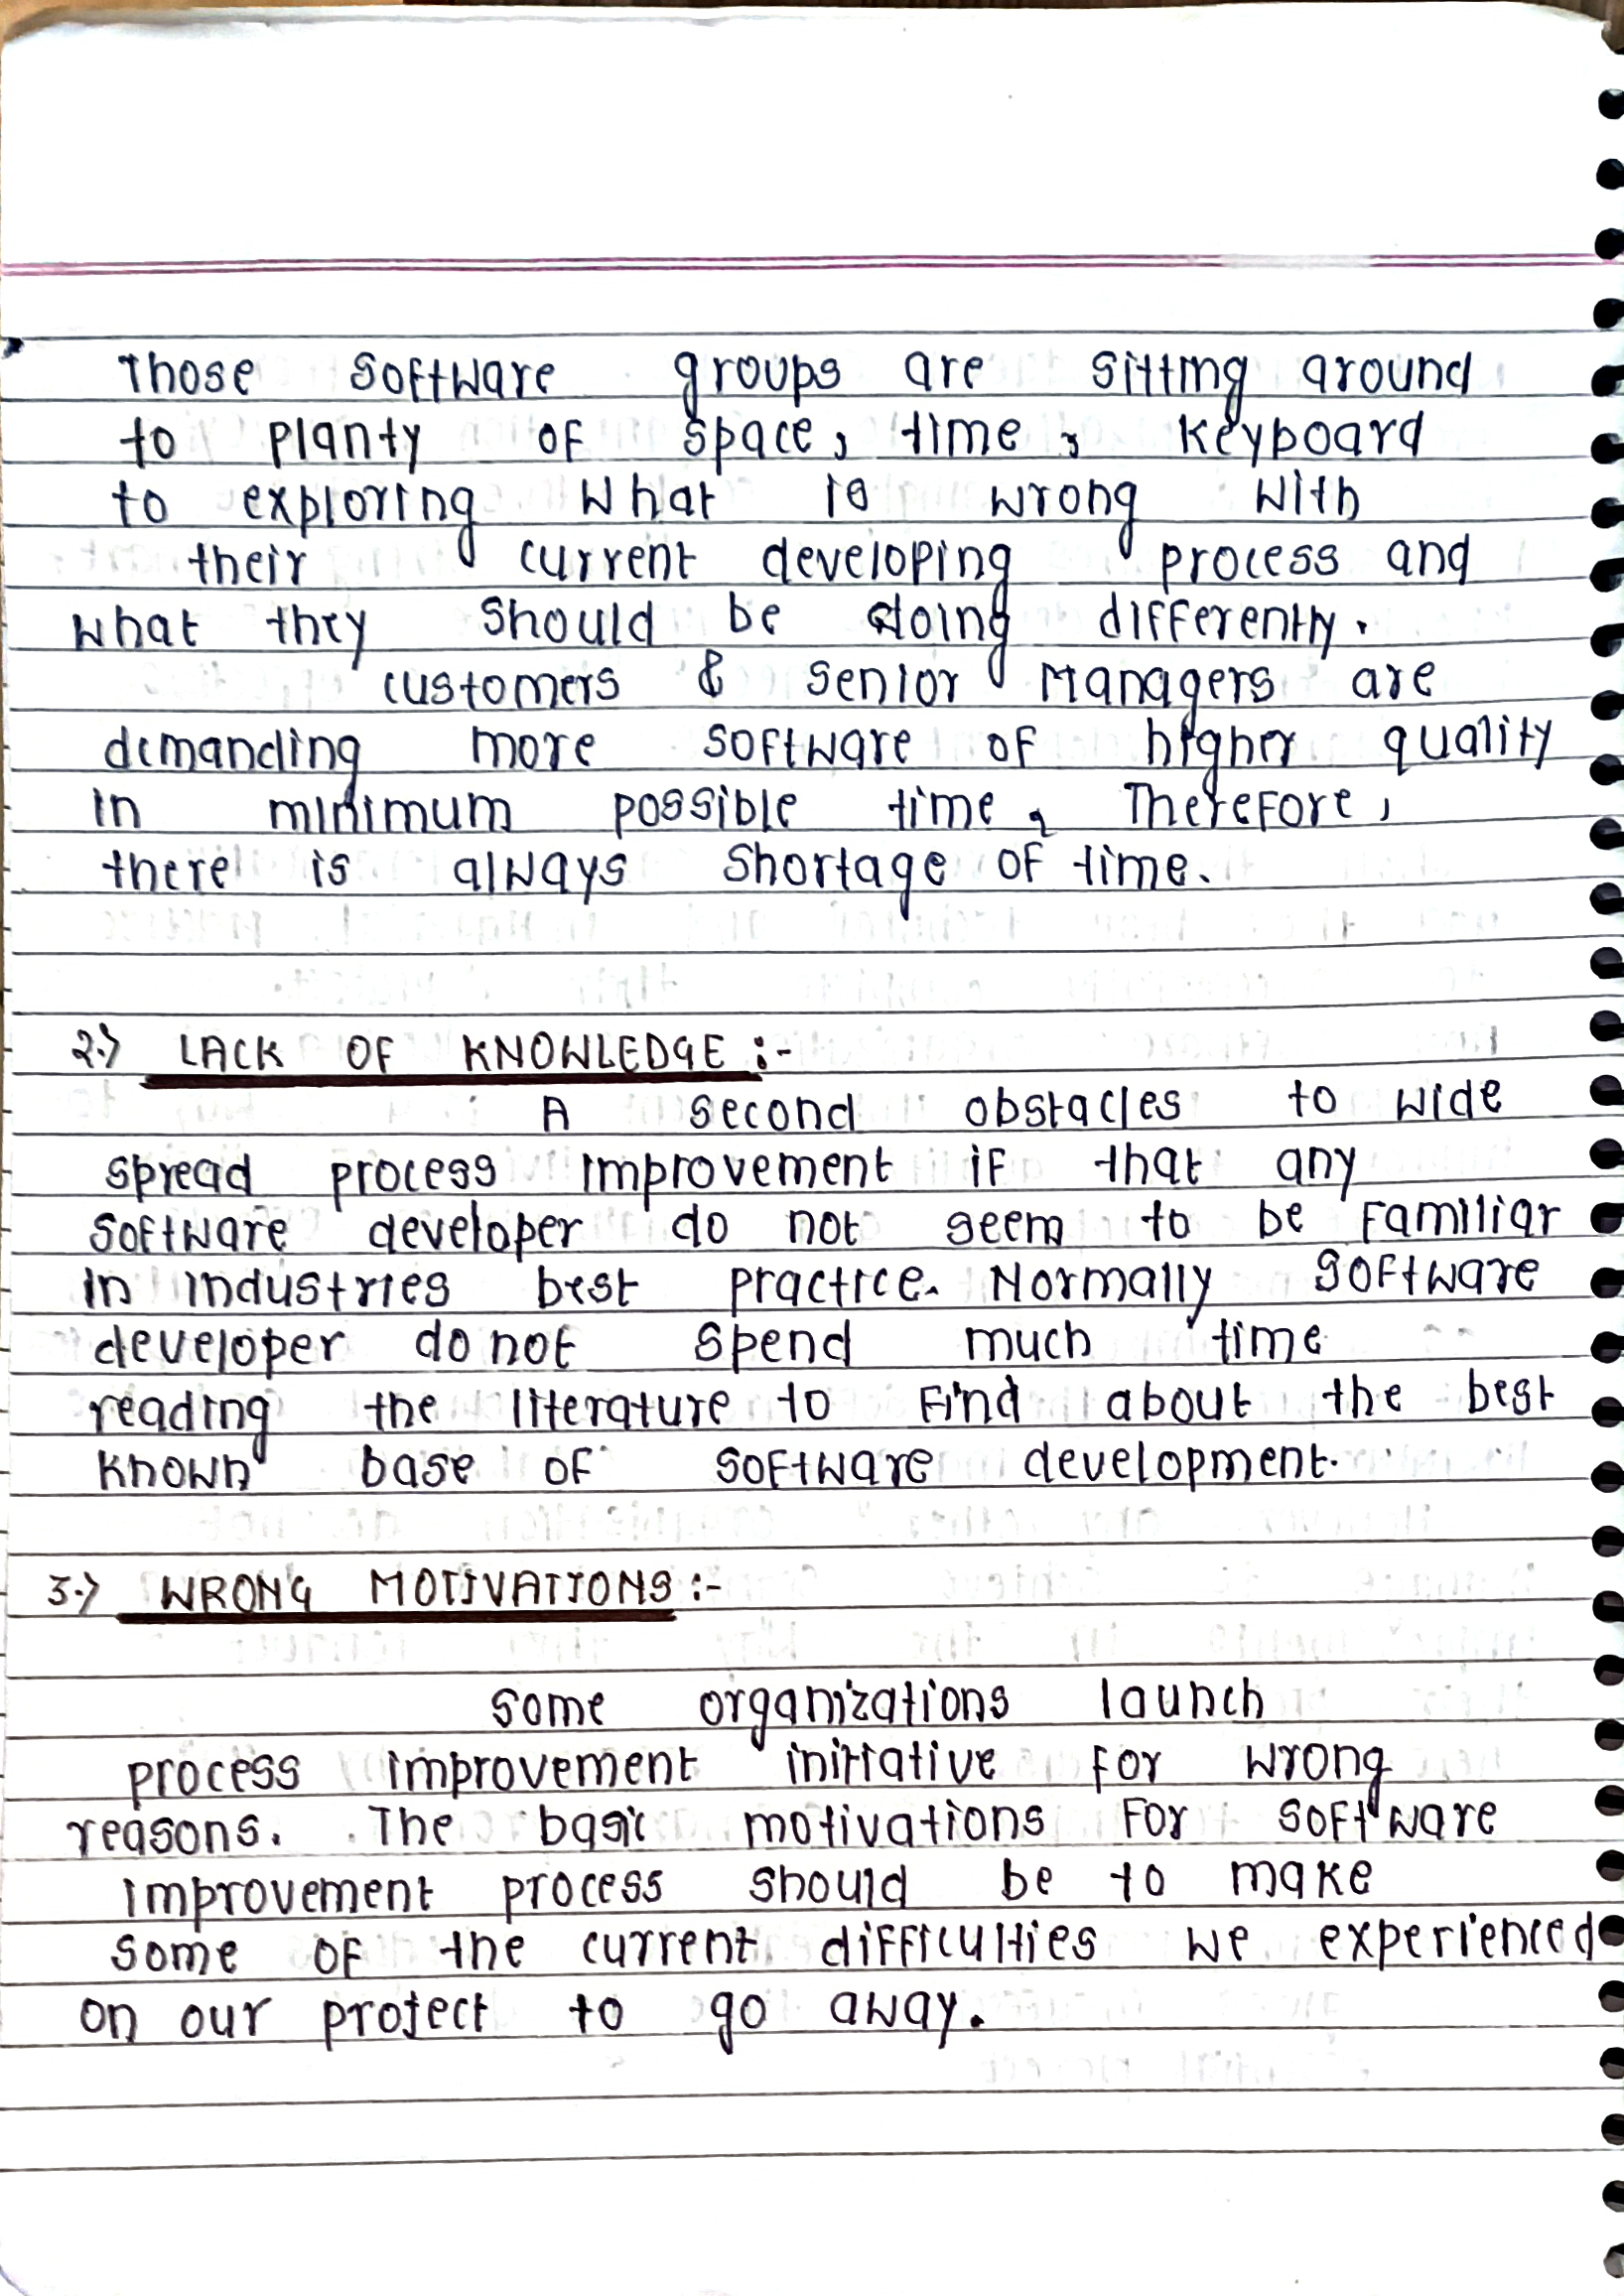 Those software groups are sitting around
to planty of space, time, keyboard
to exploring what is wrong with
their current developing process and
what they should be doing differently.
customers & senior Managers are
demanding more software of higher quality
in minimum possible time, Therefore,
there is always shortage of time.
2.) LACK OF KNOWLEDGE :-
A second obstacles to wide
spread process improvement if that any
software developer do not seem to be familiar
in industries best practice. Normally software
developer do not spend much time
reading the literature to find about the best
known base of software development.
3.) WRONG MOTIVATIONS :-
some organizations launch
process improvement initiative for wrong
reasons. The basic motivations for software
improvement process should be to make
some of the current difficulties we experienced
on our project to go away.